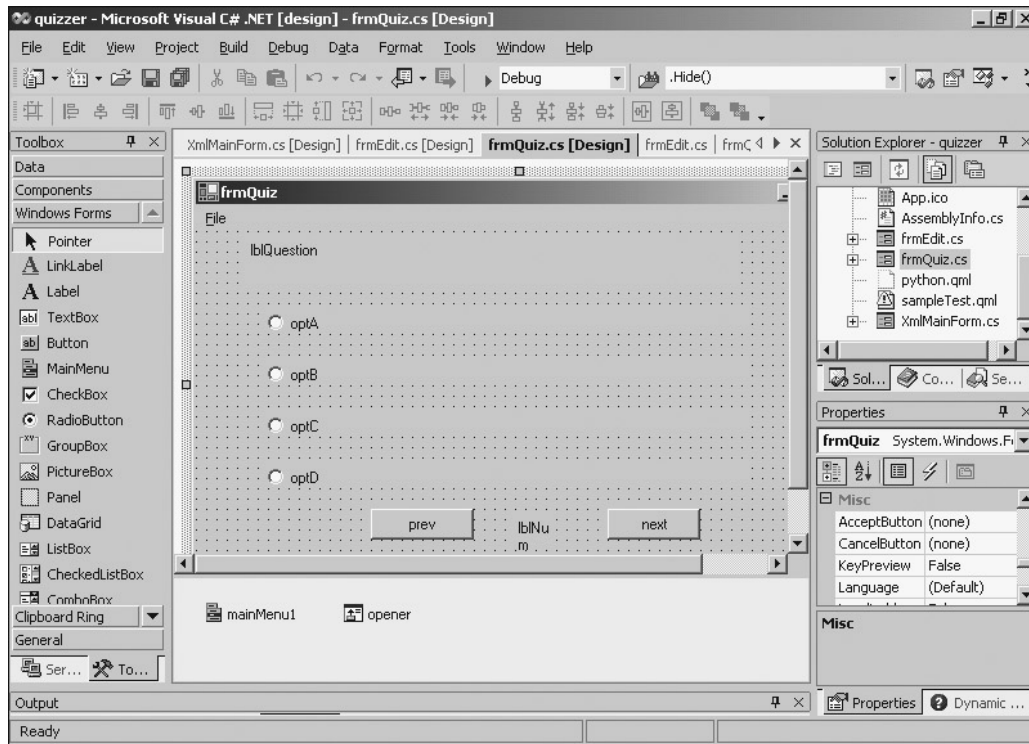 quizzer - Microsoft Visual C# .NET [design] - frmQuiz.cs [Design]
File Edit View Project Build Debug Data Format Tools Window Help
Debug .Hide()
Toolbox
Data
Components
Windows Forms
Pointer
LinkLabel
Label
TextBox
Button
MainMenu
CheckBox
RadioButton
GroupBox
PictureBox
Panel
DataGrid
ListBox
CheckedListBox
ComboBox
Clipboard Ring
General
Ser... To...
XmlMainForm.cs [Design] frmEdit.cs [Design] frmQuiz.cs [Design] frmEdit.cs frmQ
frmQuiz
File
lblQuestion
optA
optB
optC
optD
prev lblNu next
.m
mainMenu1 opener
Solution Explorer - quizzer
App.ico
AssemblyInfo.cs
frmEdit.cs
frmQuiz.cs
python.qml
sampleTest.qml
XmlMainForm.cs
Sol... Co... Se...
Properties
frmQuiz System.Windows.F
Misc
AcceptButton (none)
CancelButton (none)
KeyPreview False
Language (Default)
Misc
Properties Dynamic ...
Output
Ready